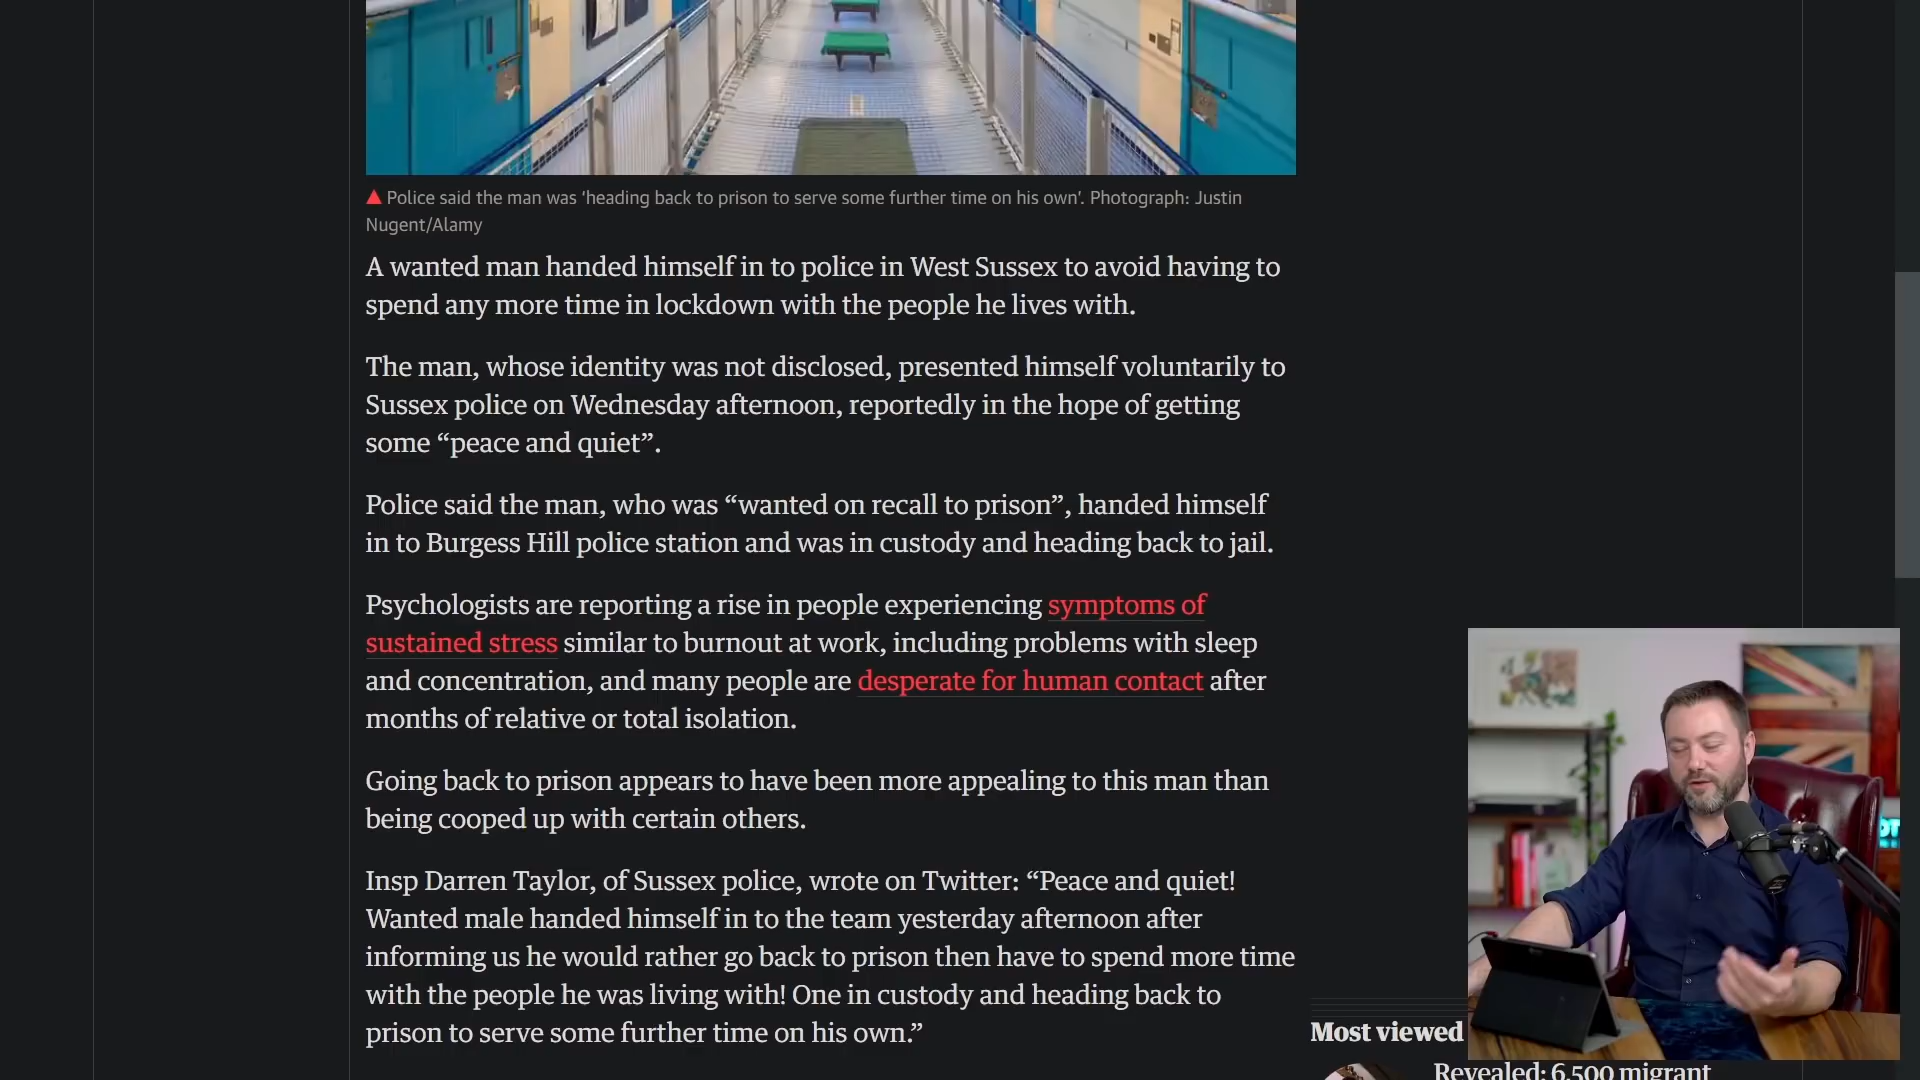 Police said the man was ‘heading back to prison to serve some further time on his own’. Photograph: Justin
Nugent/Alamy
A wanted man handed himself in to police in West Sussex to avoid having to
spend any more time in lockdown with the people he lives with.
The man, whose identity was not disclosed, presented himself voluntarily to
Sussex police on Wednesday afternoon, reportedly in the hope of getting
some “peace and quiet”.
Police said the man, who was “wanted on recall to prison”, handed himself
in to Burgess Hill police station and was in custody and heading back to jail.
Psychologists are reporting a rise in people experiencing symptoms of
sustained stress similar to burnout at work, including problems with sleep
and concentration, and many people are desperate for human contact after
months of relative or total isolation.
Going back to prison appears to have been more appealing to this man than
being cooped up with certain others.
Insp Darren Taylor, of Sussex police, wrote on Twitter: “Peace and quiet!
Wanted male handed himself in to the team yesterday afternoon after
informing us he would rather go back to prison then have to spend more time
with the people he was living with! One in custody and heading back to
prison to serve some further time on his own.”
Most viewed
Revealed: 6,500 migrant